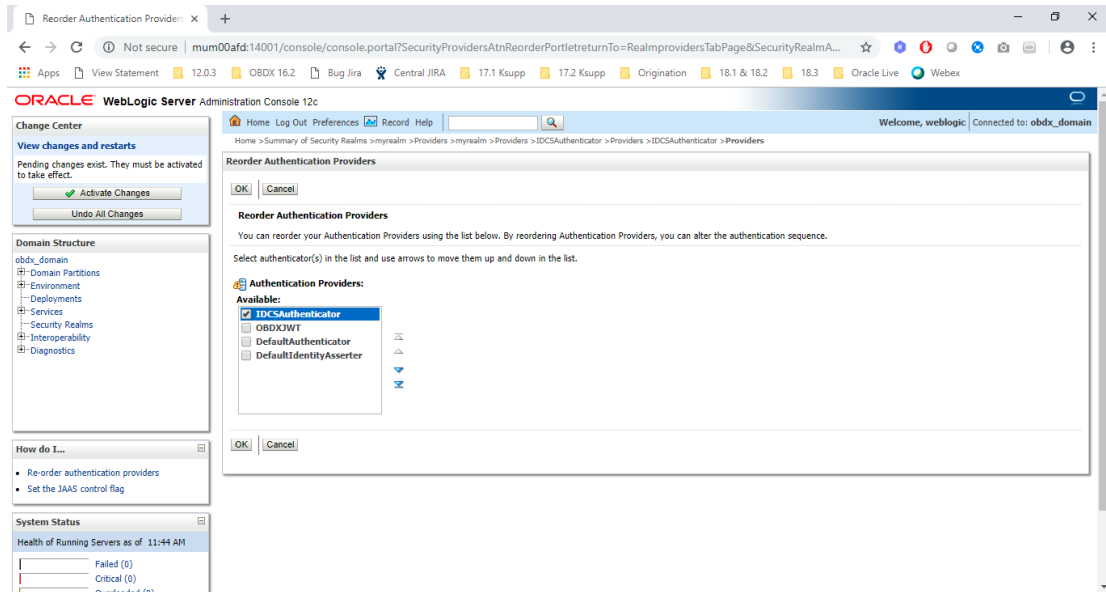 Reorder Authentication Provider
Not secure | mum00afd:14001/console/console.portal?SecurityProvidersAtnReorderPortletreturnTo=RealmprovidersTabPage&SecurityRealmA...
Apps View Statement 12.0.3 OBDX 16.2 Bug Jira Central JIRA 17.1 Ksupp 17.2 Ksupp Origination 18.1 & 18.2 18.3 Oracle Live Webex
ORACLE WebLogic Server Administration Console 12c
Change Center
View changes and restarts
Pending changes exist. They must be activated
to take effect.
Activate Changes
Undo All Changes
Domain Structure
obdx_domain
Domain Partitions
Environment
Deployments
Services
Security Realms
Interoperability
Diagnostics
How do I...
Re-order authentication providers
Set the JAAS control flag
System Status
Health of Running Servers as of 11:44 AM
Failed (0)
Critical (0)
Overloaded (0)
Home Log Out Preferences Record Help
Welcome, weblogic Connected to: obdx_domain
Home >Summary of Security Realms >myrealm >Providers >myrealm >Providers >IDCSAuthenticator >Providers >IDCSAuthenticator >Providers
Reorder Authentication Providers
OK Cancel
Reorder Authentication Providers
You can reorder your Authentication Providers using the list below. By reordering Authentication Providers, you can alter the authentication sequence.
Select authenticator(s) in the list and use arrows to move them up and down in the list.
Authentication Providers:
Available:
IDCSAuthenticator
OBDXJWT
DefaultAuthenticator
DefaultIdentityAsserter
OK Cancel